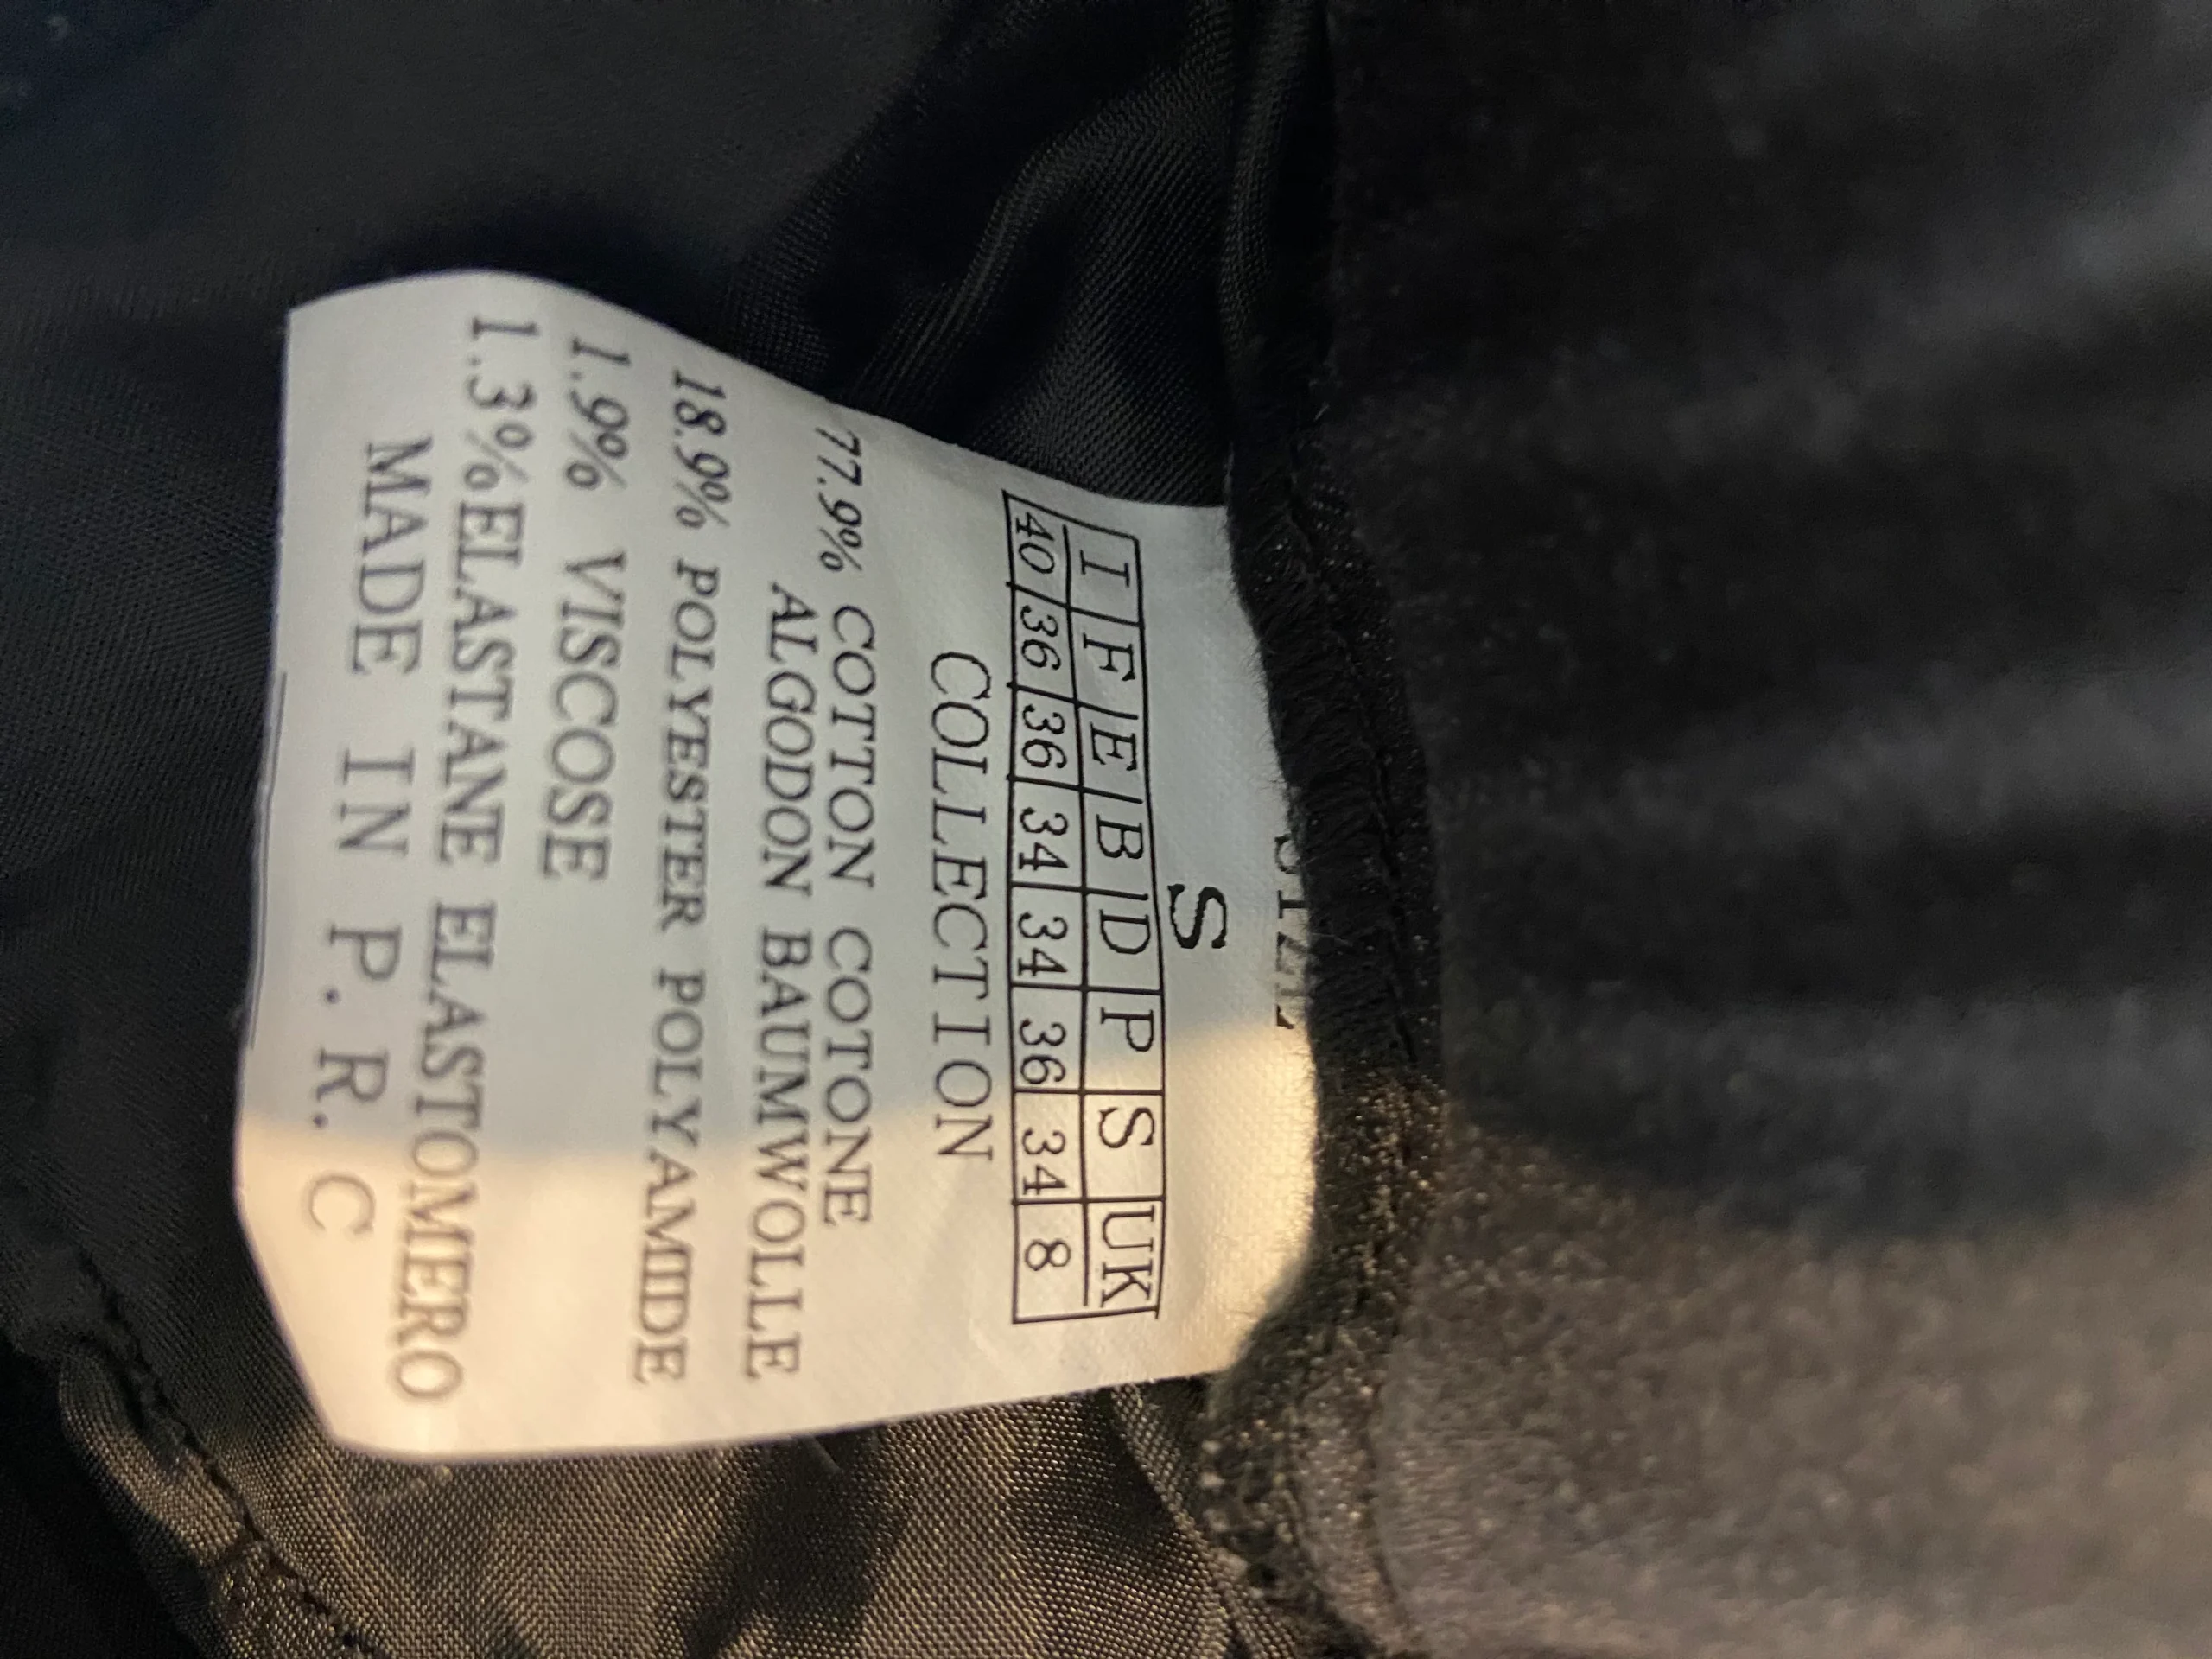 SIZE
S
I F E B D P S UK
40 36 36 34 34 36 34 8
COLLECTION
77.9% COTTON COTONE
ALGODON BAUMWOLLE
18.9% POLYESTER POLYAMIDE
1.9% VISCOSE
1.3%ELASTANE ELASTOMERO
MADE IN P.R.C